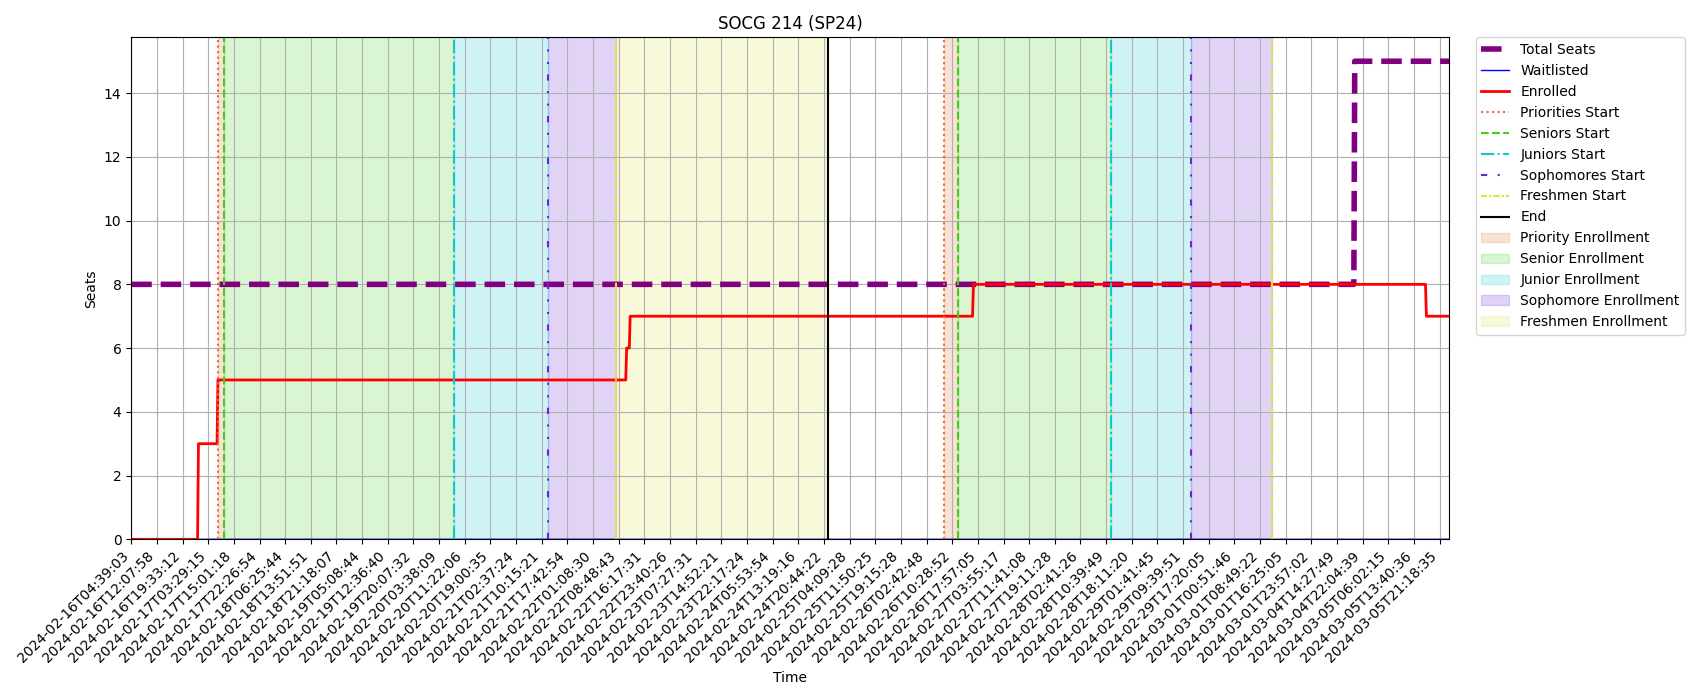 SOCG 214 (SP24)
Seats
14
12
10
8
6
4
2
0
2024-02-16T04:39:03
2024-02-16T12:07:58
2024-02-16T19:33:12
2024-02-17T03:29:15
2024-02-17T15:01:18
2024-02-17T22:26:54
2024-02-18T06:25:44
2024-02-18T13:51:51
2024-02-18T21:18:07
2024-02-19T05:08:44
2024-02-19T12:36:40
2024-02-19T20:07:32
2024-02-20T03:38:09
2024-02-20T11:22:06
2024-02-20T19:00:35
2024-02-21T02:37:24
2024-02-21T10:15:21
2024-02-21T17:42:54
2024-02-22T01:08:30
2024-02-22T08:48:43
2024-02-22T16:17:31
2024-02-22T23:40:26
2024-02-23T07:27:31
2024-02-23T14:52:21
2024-02-23T22:17:24
2024-02-24T05:53:54
2024-02-24T13:19:16
2024-02-24T20:44:22
2024-02-25T04:09:28
2024-02-25T11:50:25
2024-02-25T19:15:28
2024-02-26T02:42:48
2024-02-26T10:28:52
2024-02-26T17:57:05
2024-02-27T03:55:17
2024-02-27T11:41:08
2024-02-27T19:11:28
2024-02-28T02:41:26
2024-02-28T10:39:49
2024-02-28T18:11:20
2024-02-29T01:41:45
2024-02-29T09:39:51
2024-02-29T17:20:05
2024-03-01T00:51:46
2024-03-01T08:49:22
2024-03-01T16:25:05
2024-03-01T23:57:02
2024-03-04T14:27:49
2024-03-04T22:04:39
2024-03-05T06:02:15
2024-03-05T13:40:36
2024-03-05T21:18:35
Time
Total Seats
Waitlisted
Enrolled
Priorities Start
Seniors Start
Juniors Start
Sophomores Start
Freshmen Start
End
Priority Enrollment
Senior Enrollment
Junior Enrollment
Sophomore Enrollment
Freshmen Enrollment